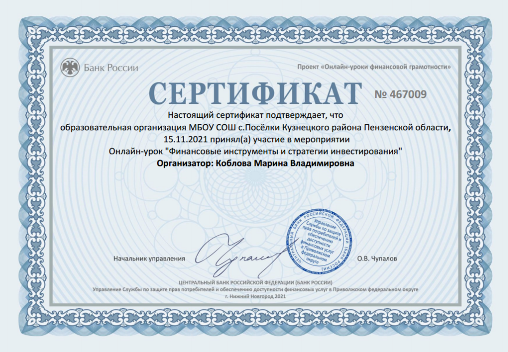 Банк России
Проект «Онлайн-уроки финансовой грамотности»
СЕРТИФИКАТ № 467009
Настоящий сертификат подтверждает, что
образовательная организация МБОУ СОШ с.Посёлки Кузнецкого района Пензенской области,
15.11.2021 принял(а) участие в мероприятии
Онлайн-урок "Финансовые инструменты и стратегии инвестирования"
Организатор: Коблова Марина Владимировна
Начальник управления
О.В. Чупалов
ЦЕНТРАЛЬНЫЙ БАНК РОССИЙСКОЙ ФЕДЕРАЦИИ (БАНК РОССИИ)
Управление Службы по защите прав потребителей и обеспечению доступности финансовых услуг в Приволжском федеральном округе
г. Нижний Новгород 2021